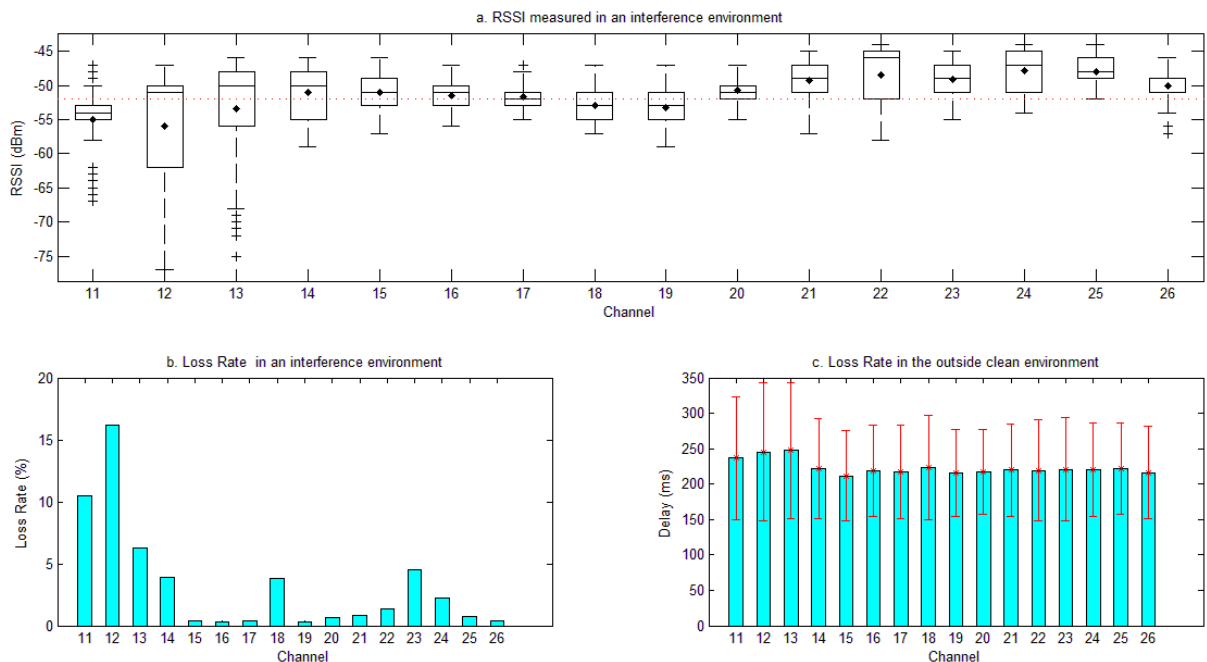 a. RSSI measured in an interference environment
-45
-50
-55
-60
-65
-70
-75
RSSI (dBm)
11 12 13 14 15 16 17 18 19 20 21 22 23 24 25 26
Channel
b. Loss Rate in an interference environment
20
15
10
5
0
Loss Rate (%)
11 12 13 14 15 16 17 18 19 20 21 22 23 24 25 26
Channel
c. Loss Rate in the outside clean environment
350
300
250
200
150
100
50
0
Delay (ms)
11 12 13 14 15 16 17 18 19 20 21 22 23 24 25 26
Channel